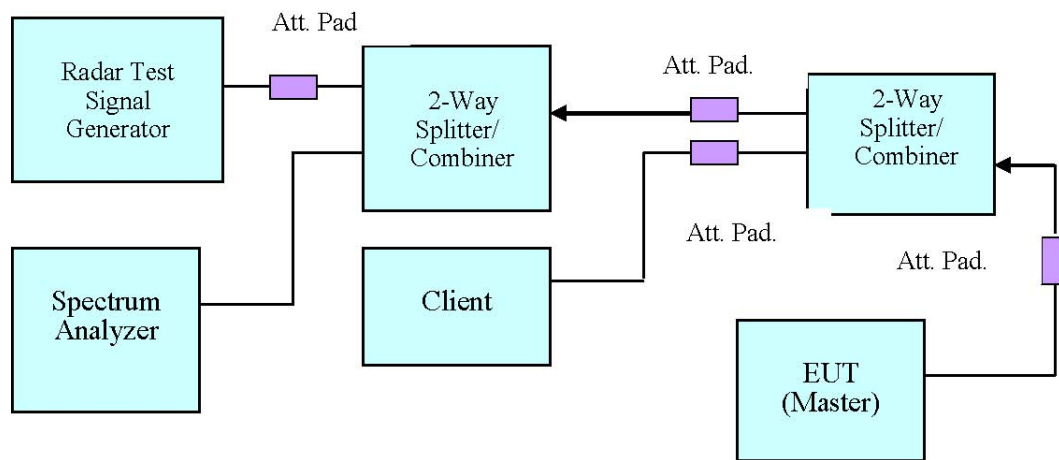 Att. Pad
Radar Test
Signal
Generator
2-Way
Splitter/
Combiner
Att. Pad.
2-Way
Splitter/
Combiner
Att. Pad.
Att. Pad.
Spectrum
Analyzer
Client
EUT
(Master)